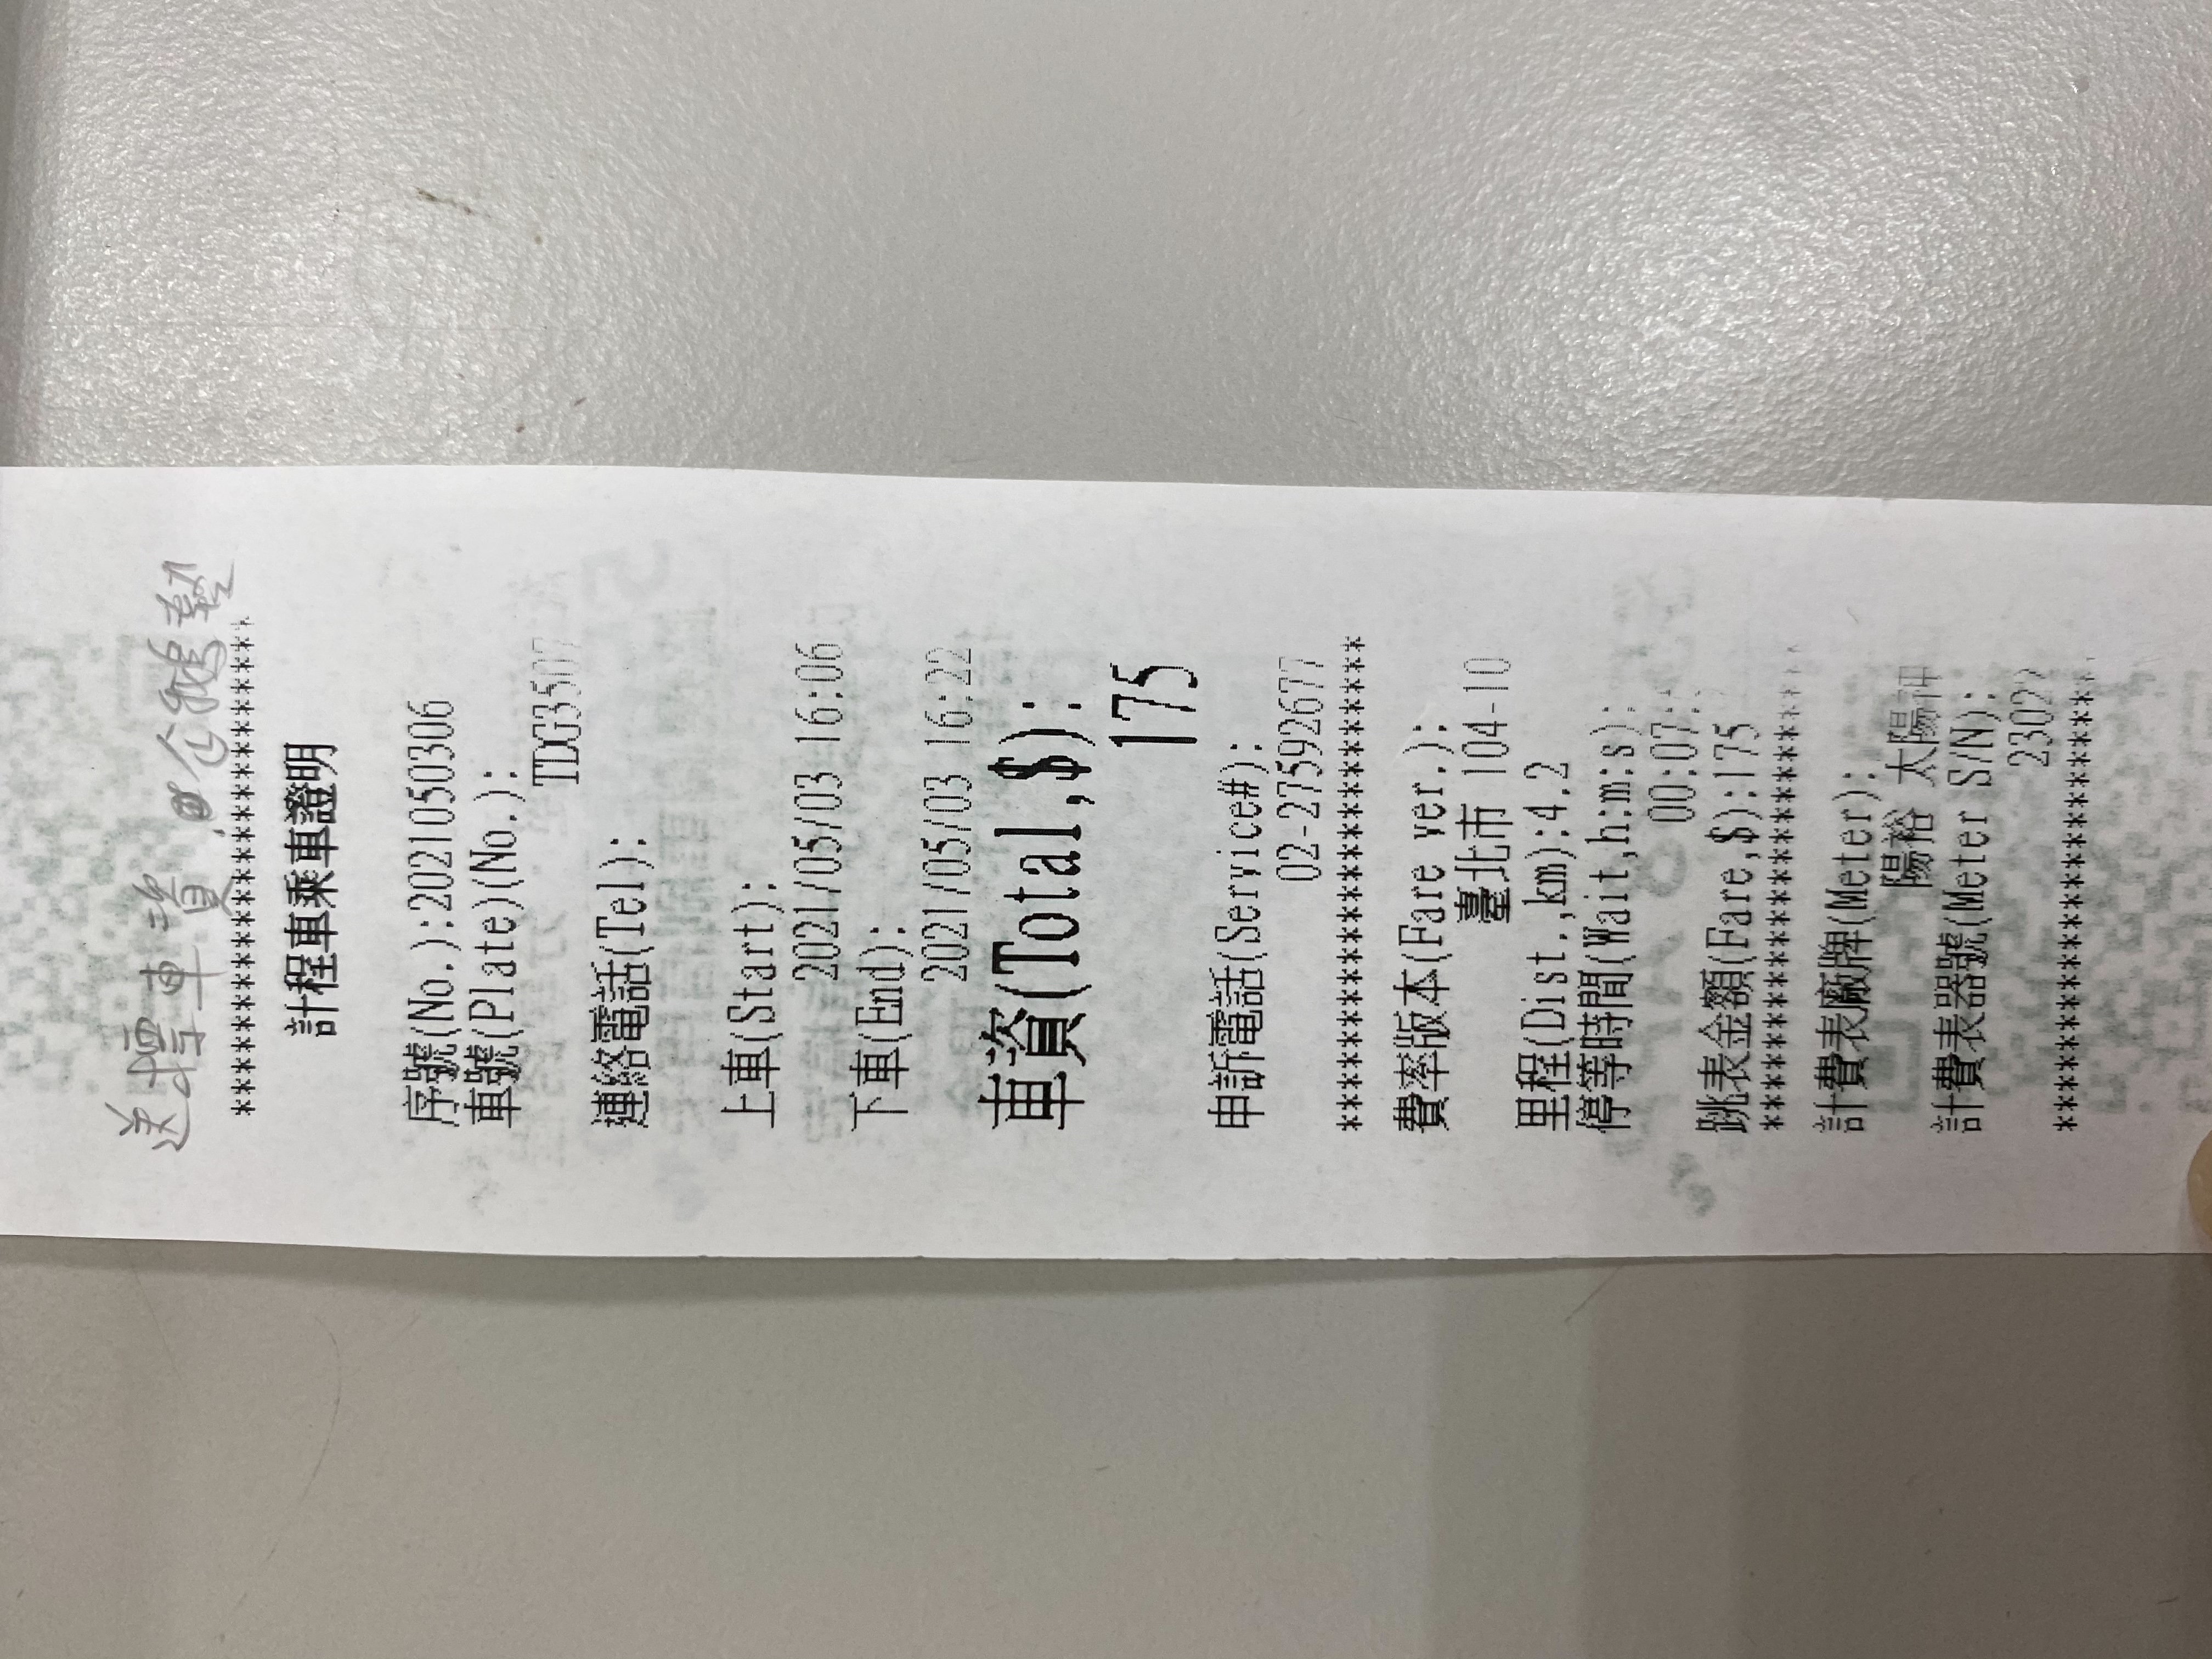 送標車資 企鵝墊
************************
計程車乘車證明
序號(No.):2021050306
車號(Plate)(No.):
TDG3507
連絡電話(Tel):
上車(Start):
2021/05/03 16:06
下車(End):
2021/05/03 16:22
車資(Total,$):
175
申訴電話(Service#):
02-27592677
************************
費率版本(Fare ver.):
臺北市 104-10
里程(Dist.,km):4.2
停等時間(Wait,h:m:s):
00:07:
跳表金額(Fare,$):175
************************
計費表廠牌(Meter):
陽裕 太陽神
計費表器號(Meter S/N):
************************